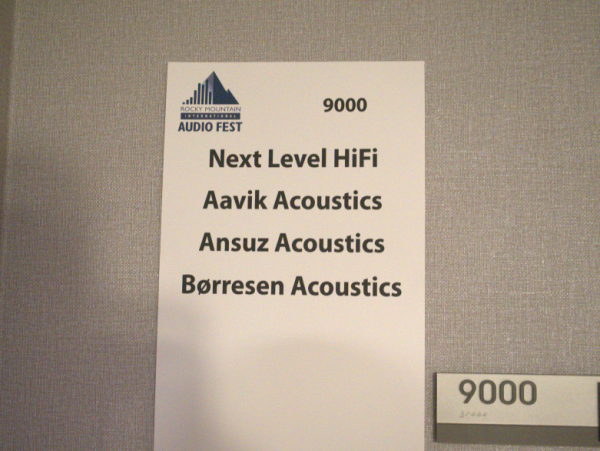 ROCKY MOUNTAIN
INTERNATIONAL
AUDIO FEST
9000
Next Level HiFi
Aavik Acoustics
Ansuz Acoustics
Børresen Acoustics
9000